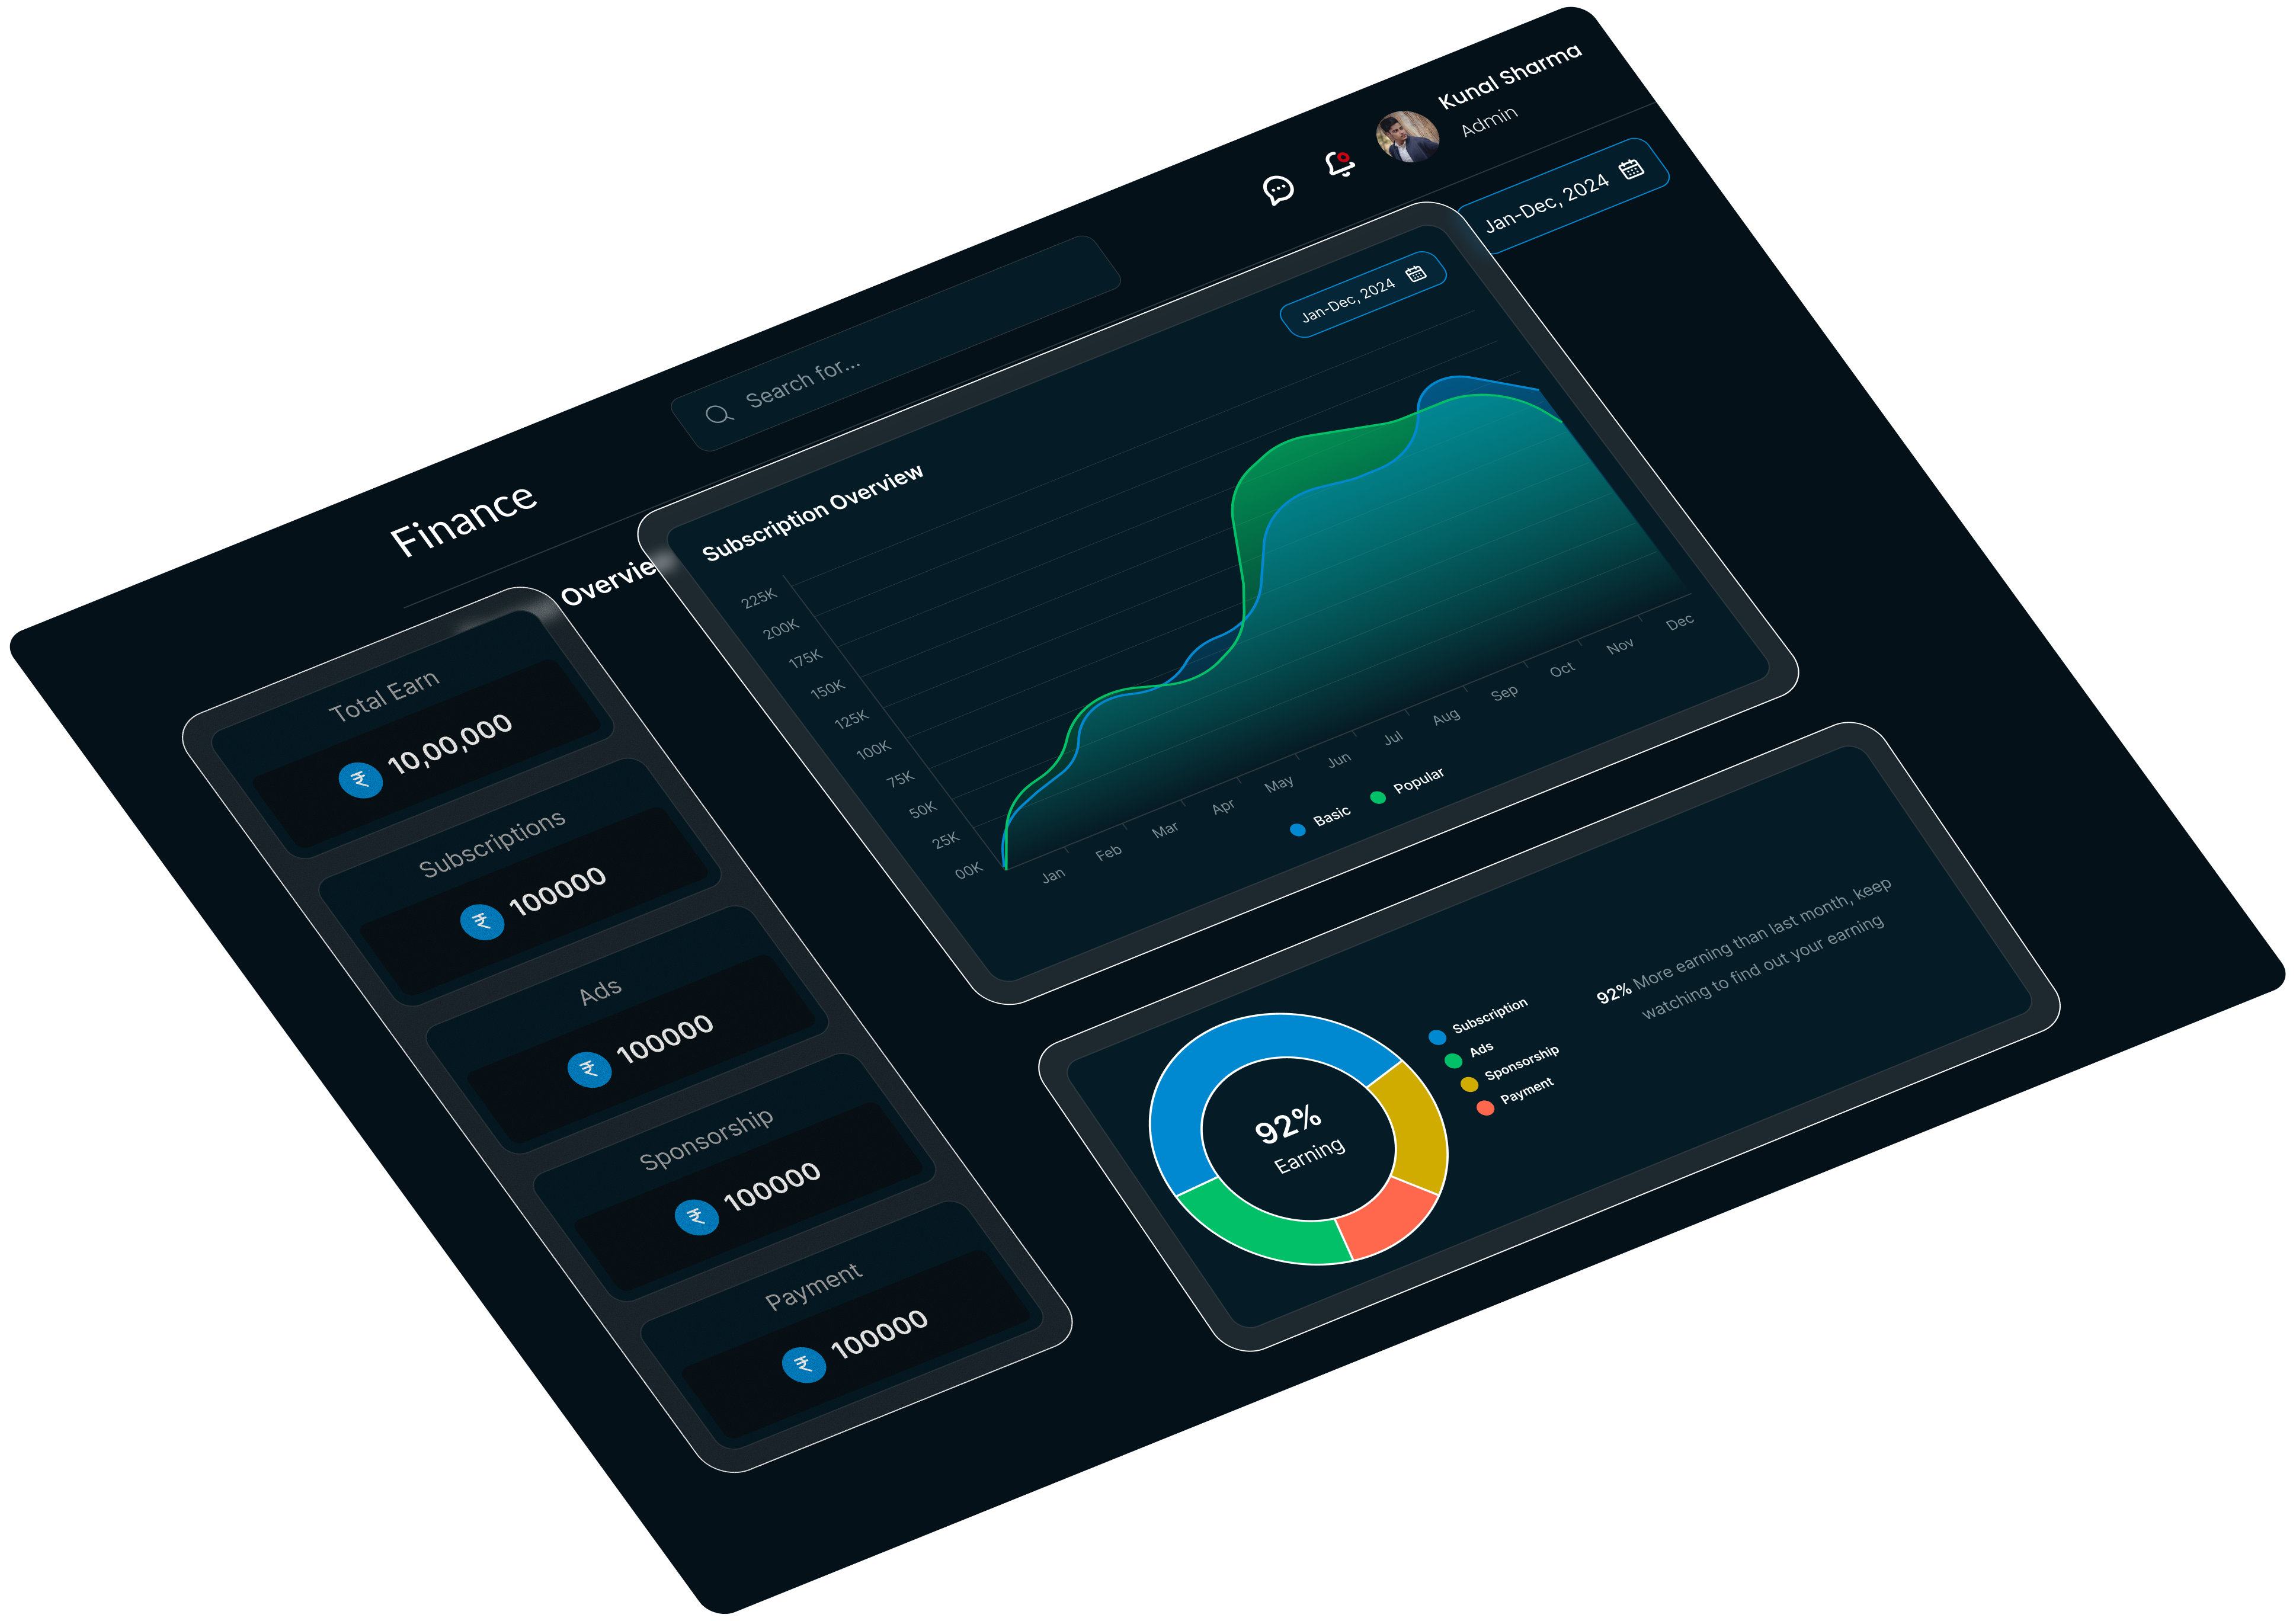 Kunal Sharma
Admin
Search for...
Finance
Jan-Dec, 2024
Overvie
Total Earn
₹ 10,00,000
Subscriptions
₹ 100000
Ads
₹ 100000
Sponsorship
₹ 100000
Payment
₹ 100000
Subscription Overview
Jan-Dec, 2024
225K
200K
175K
150K
125K
100K
75K
50K
25K
00K
Jan Feb Mar Apr May Jun Jul Aug Sep Oct Nov Dec
Basic Popular
92%
Earning
Subscription
Ads
Sponsorship
Payment
92% More earning than last month, keep
watching to find out your earning